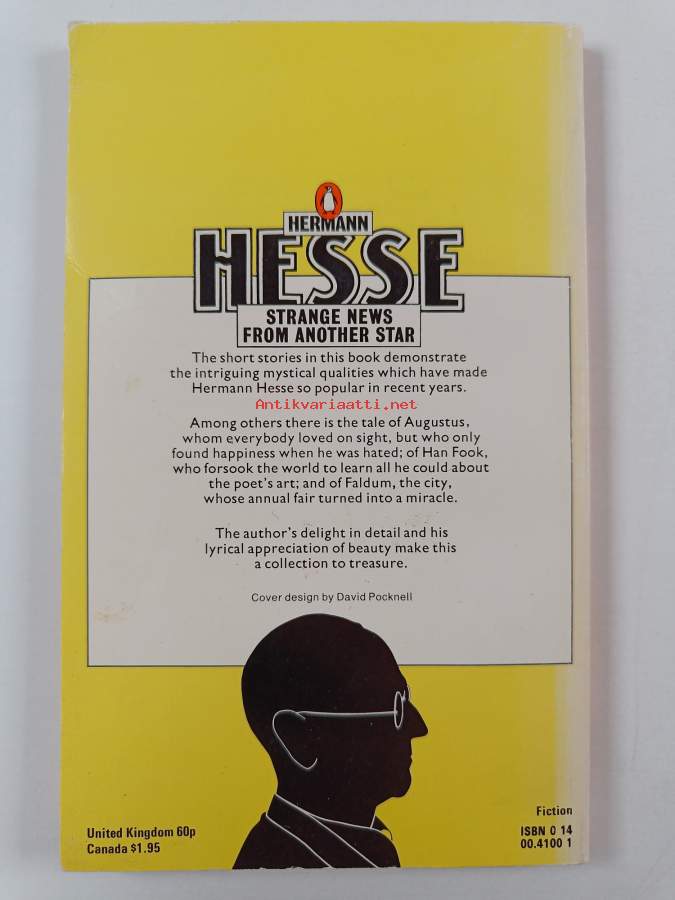 HERMANN
HESSE
STRANGE NEWS
FROM ANOTHER STAR
The short stories in this book demonstrate
the intriguing mystical qualities which have made
Hermann Hesse so popular in recent years.
Antikvariaatti.net
Among others there is the tale of Augustus,
whom everybody loved on sight, but who only
found happiness when he was hated; of Han Fook,
who forsook the world to learn all he could about
the poet's art; and of Faldum, the city,
whose annual fair turned into a miracle.
The author's delight in detail and his
lyrical appreciation of beauty make this
a collection to treasure.
Cover design by David Pocknell
Fiction
United Kingdom 60p
Canada $1.95
ISBN 0 14
00.4100 1